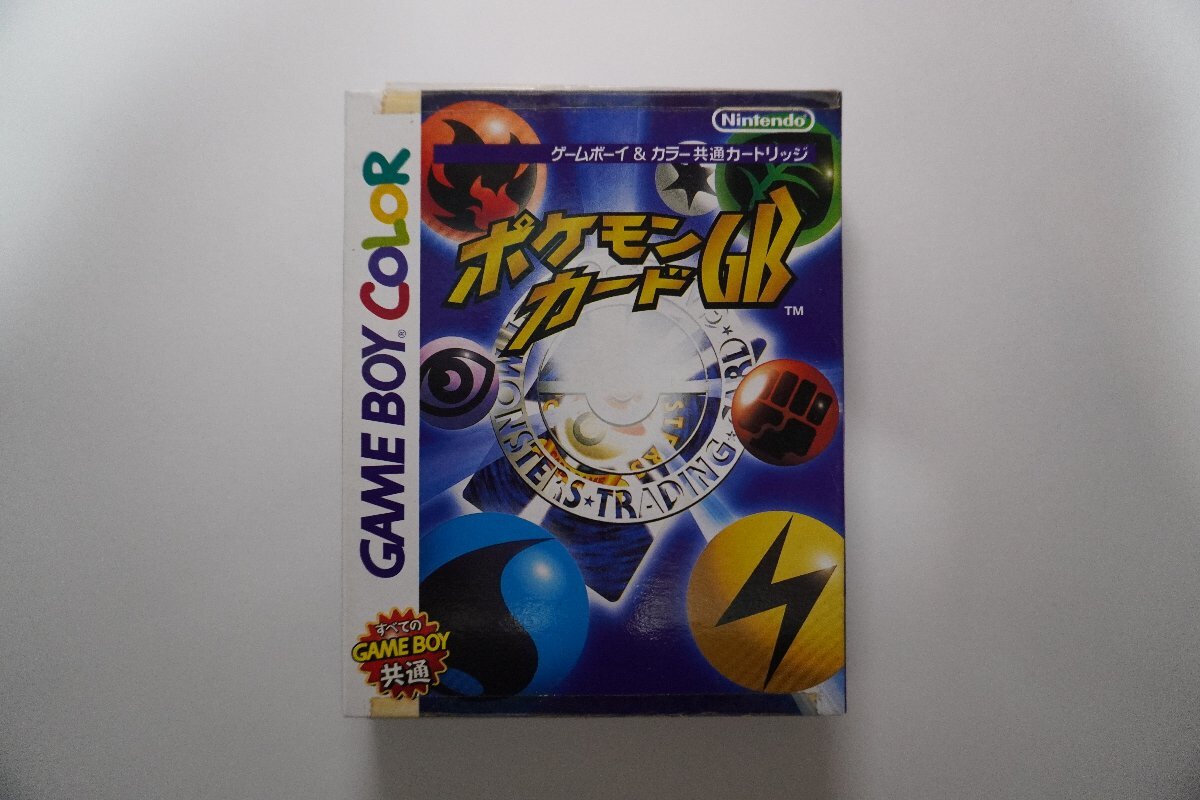 Nintendo®
ゲームボーイ & カラー共通カートリッジ
ポケモン
カードGB
TM
GAME BOY® COLOR
MONSTERS★TRADING★CARD
すべての
GAME BOY
共通